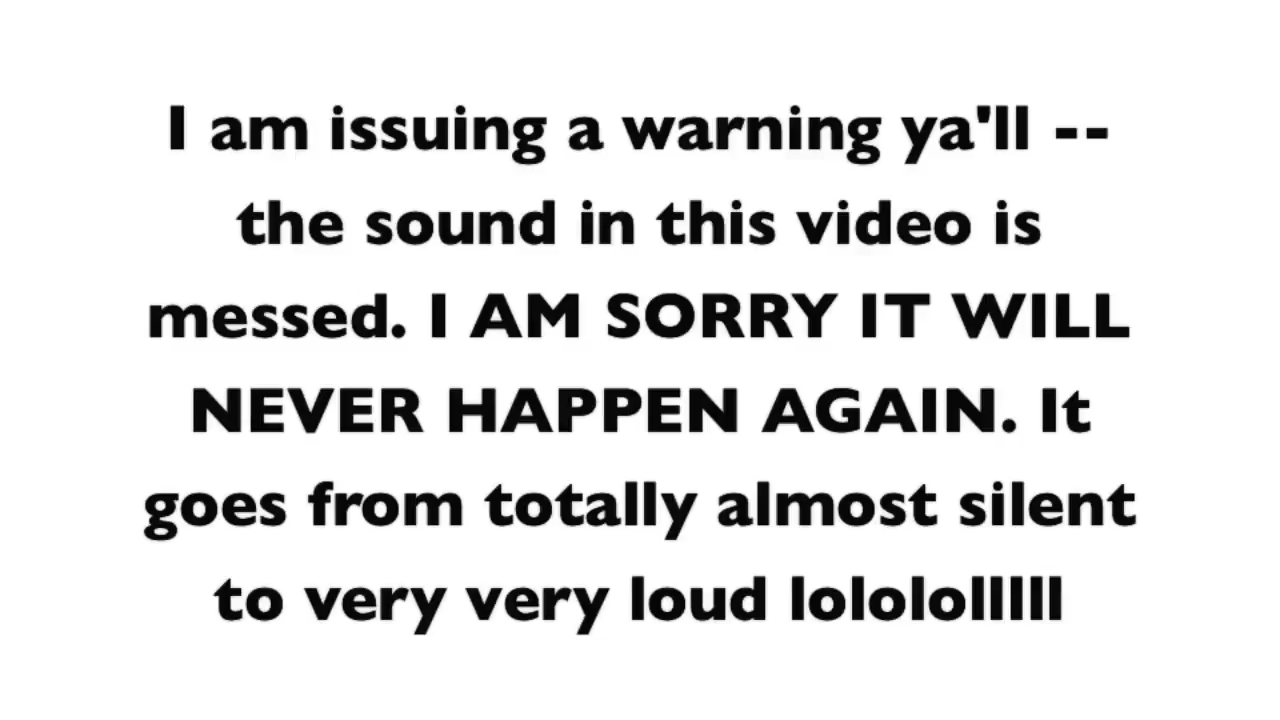 I am issuing a warning ya'll --
the sound in this video is
messed. I AM SORRY IT WILL
NEVER HAPPEN AGAIN. It
goes from totally almost silent
to very very loud lololollllll